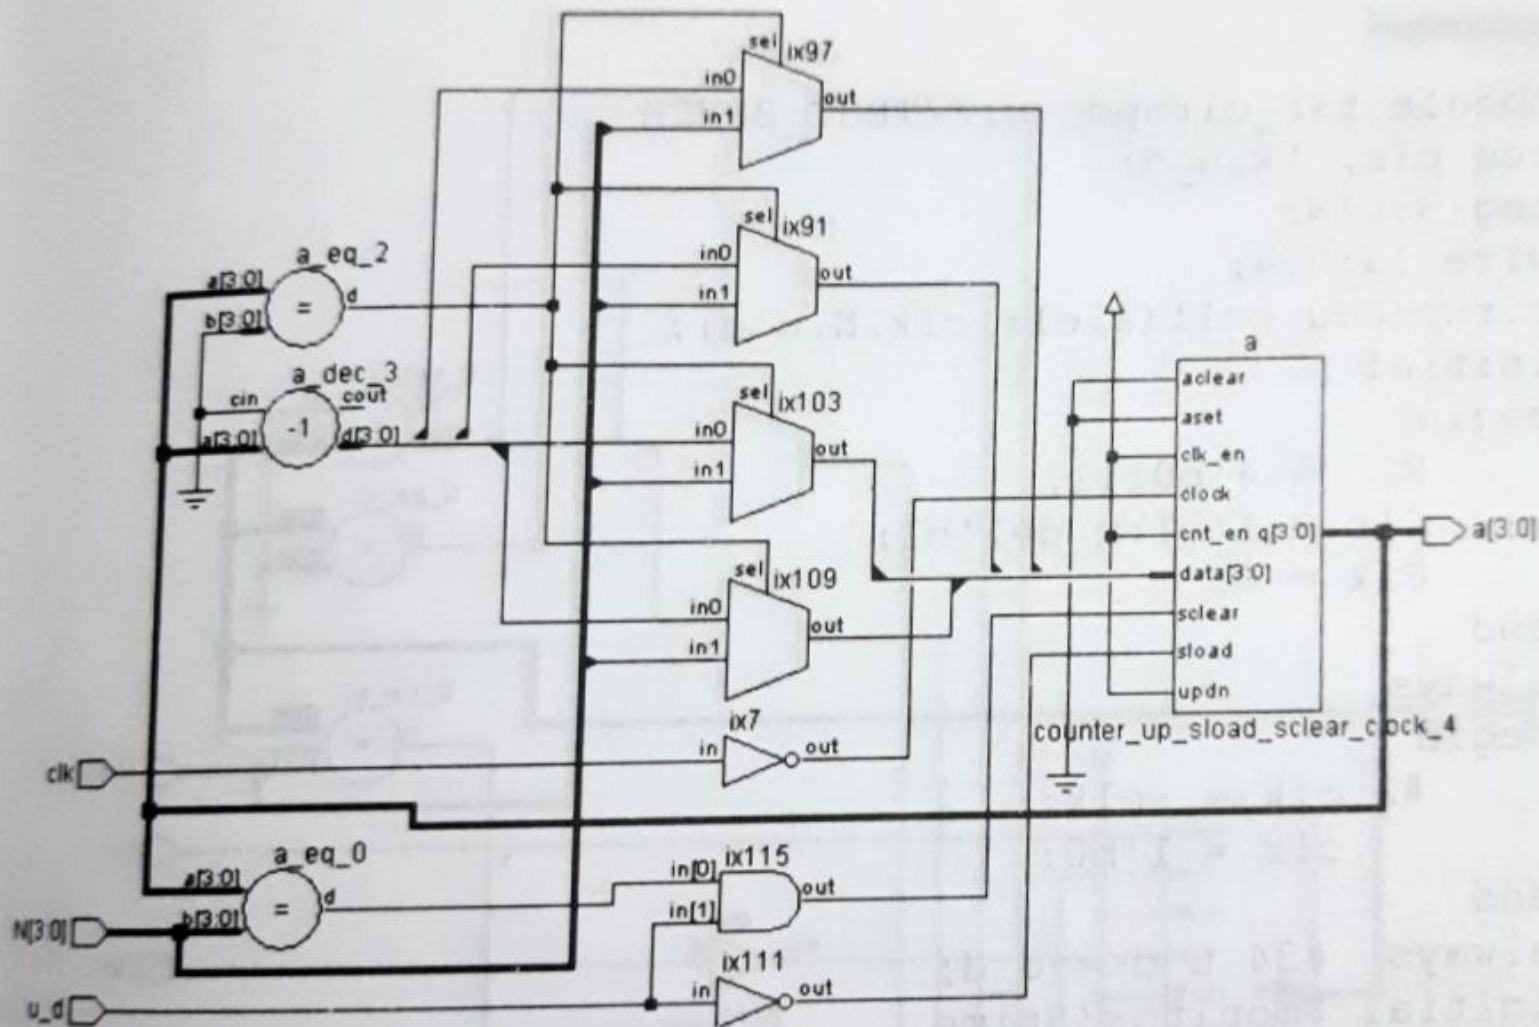 sel ix97
in0
out
in1
sel ix91
in0
out
in1
a_eq_2
a[3:0]
=
d
b[3:0]
a_dec_3
cin
cout
-1
a[3:0]
d[3:0]
sel ix103
in0
out
in1
sel ix109
in0
out
in1
a
aclear
aset
clk_en
clock
cnt_en q[3:0]
data[3:0]
sclear
sload
updn
a[3:0]
counter_up_sload_sclear_clock_4
ix7
in
out
clk
a_eq_0
a[3:0]
=
d
b[3:0]
N[3:0]
ix115
in[0]
out
in[1]
ix111
in
out
u_d